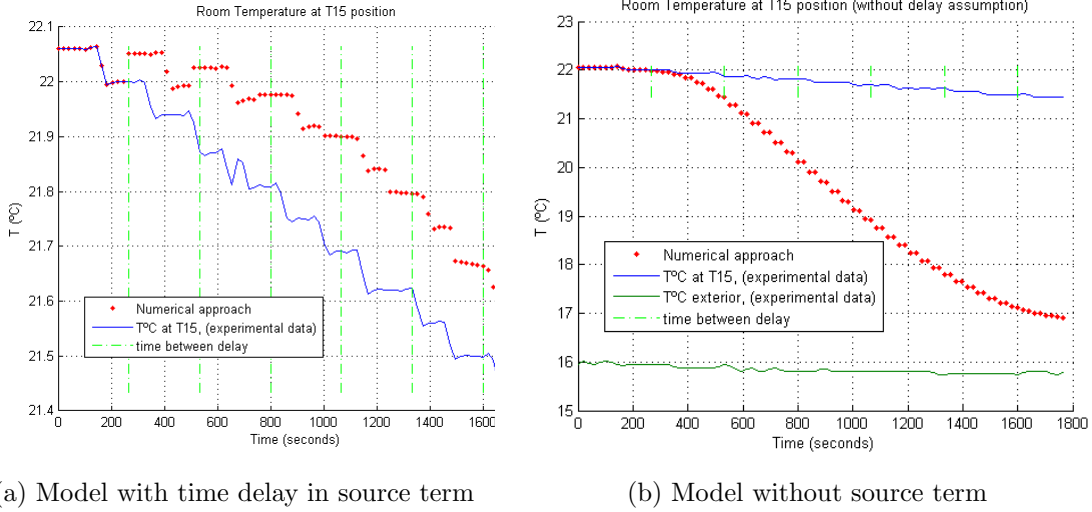 Room Temperature at T15 position
22.1
22
21.9
21.8
21.7
21.6
21.5
21.4
T (ºC)
Numerical approach
TºC at T15, (experimental data)
time between delay
0 200 400 600 800 1000 1200 1400 1600
Time (seconds)
(a) Model with time delay in source term
Room Temperature at T15 position (without delay assumption)
23
22
21
20
19
18
17
16
15
T (ºC)
Numerical approach
TºC at T15, (experimental data)
TºC exterior, (experimental data)
time between delay
0 200 400 600 800 1000 1200 1400 1600 1800
Time (seconds)
(b) Model without source term